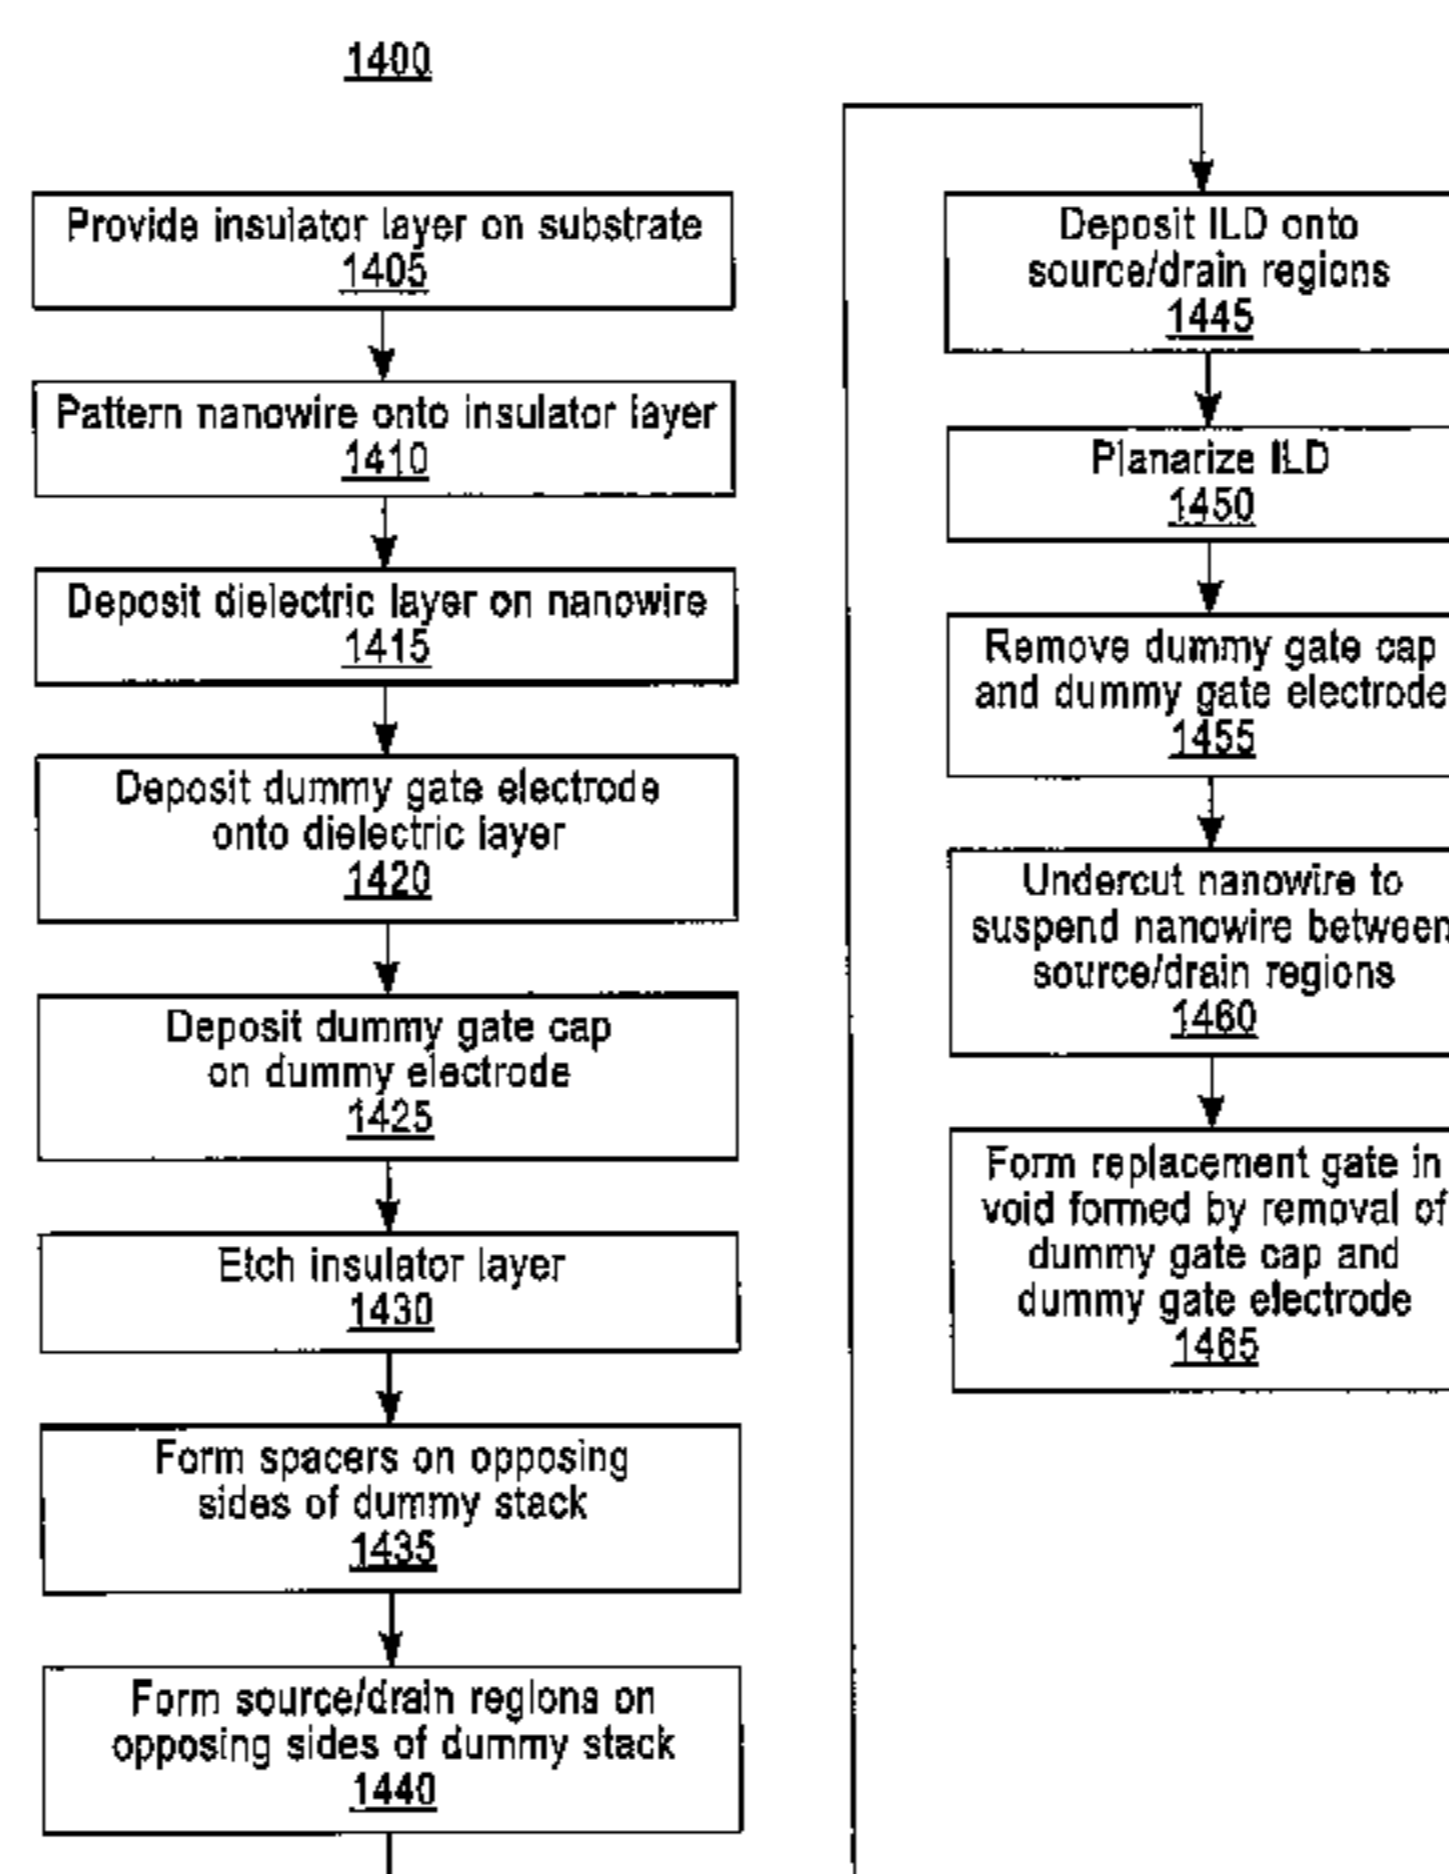 1400
Provide insulator layer on substrate
1405
Pattern nanowire onto insulator layer
1410
Deposit dielectric layer on nanowire
1415
Deposit dummy gate electrode
onto dielectric layer
1420
Deposit dummy gate cap
on dummy electrode
1425
Etch insulator layer
1430
Form spacers on opposing
sides of dummy stack
1435
Form source/drain regions on
opposing sides of dummy stack
1440
Deposit ILD onto
source/drain regions
1445
Planarize ILD
1450
Remove dummy gate cap
and dummy gate electrode
1455
Undercut nanowire to
suspend nanowire between
source/drain regions
1460
Form replacement gate in
void formed by removal of
dummy gate cap and
dummy gate electrode
1465